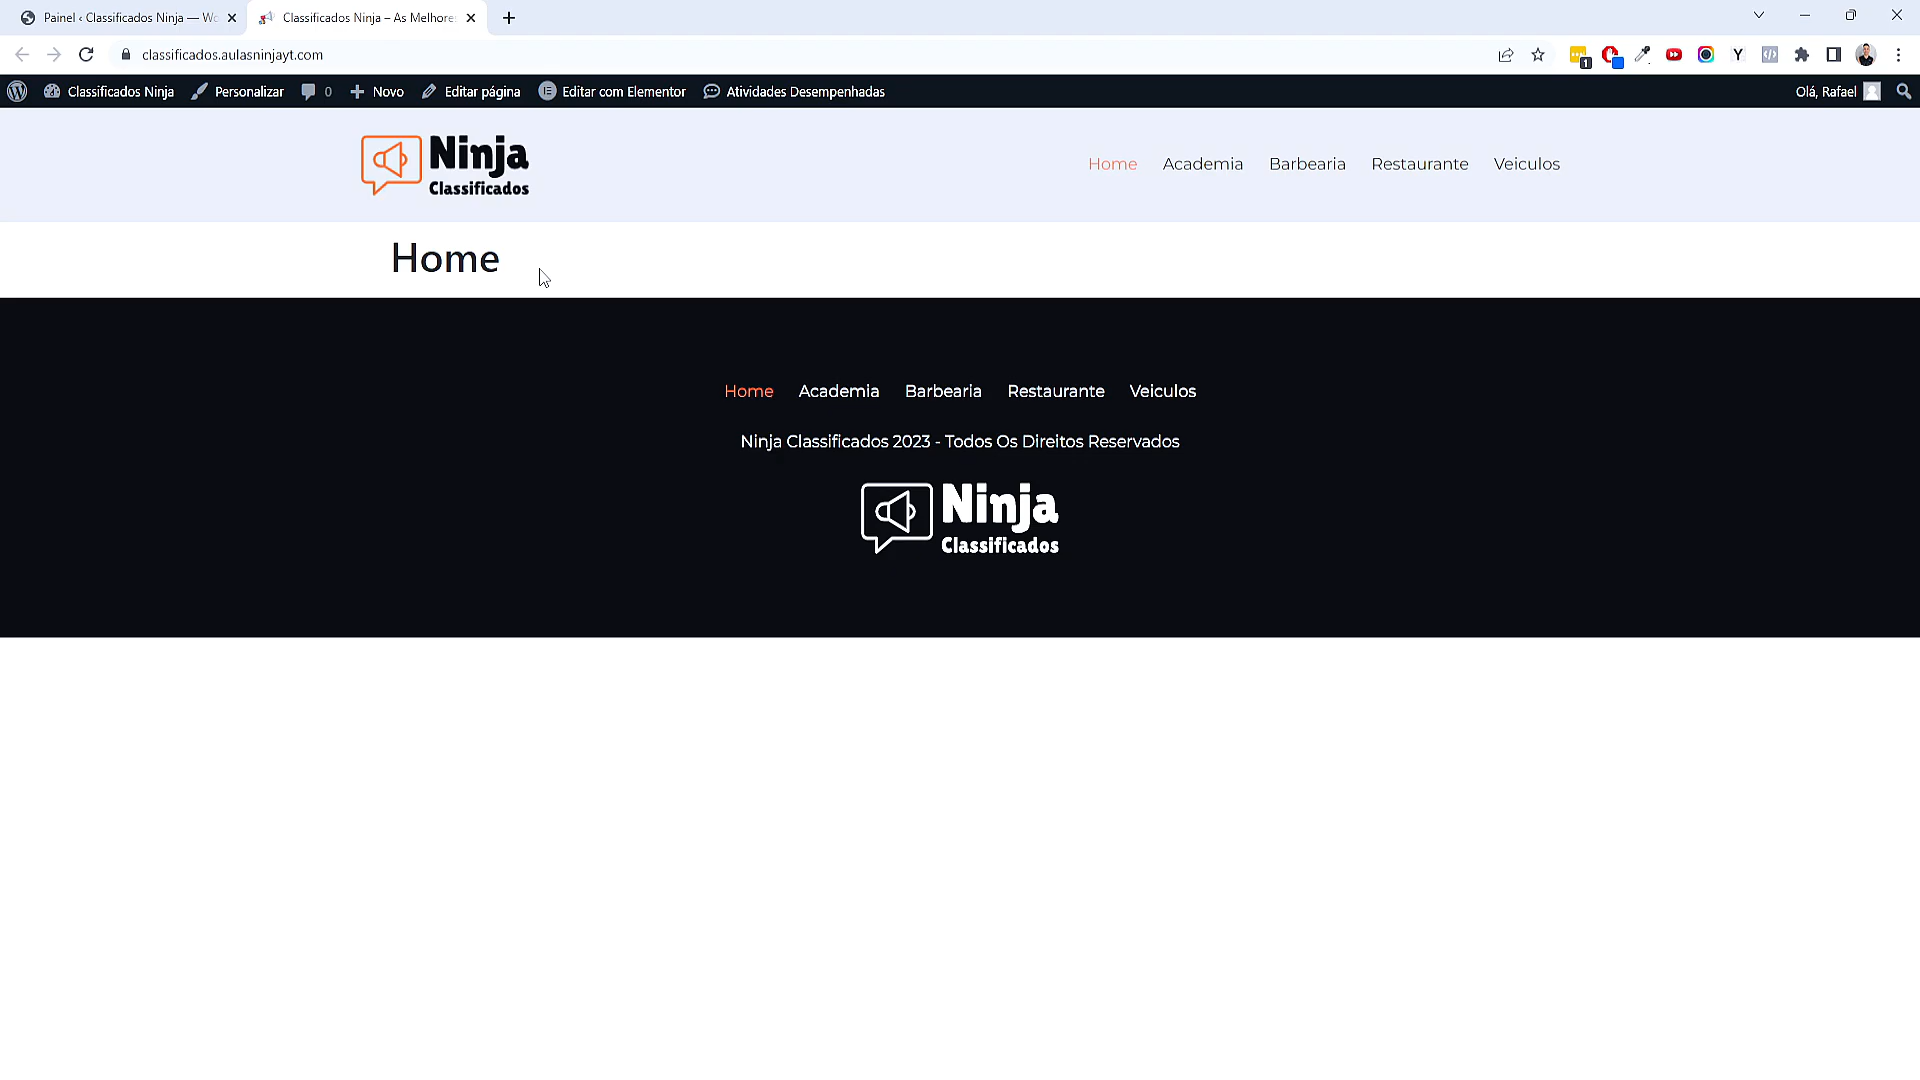 Painel ‹ Classificados Ninja — Wo
Classificados Ninja – As Melhore
classificados.aulasninjayt.com
1
Y
Classificados Ninja
Personalizar
0
Novo
Editar página
Editar com Elementor
Atividades Desempenhadas
Olá, Rafael
Ninja
Classificados
Home
Academia
Barbearia
Restaurante
Veiculos
Home
Home
Academia
Barbearia
Restaurante
Veiculos
Ninja Classificados 2023 - Todos Os Direitos Reservados
Ninja
Classificados